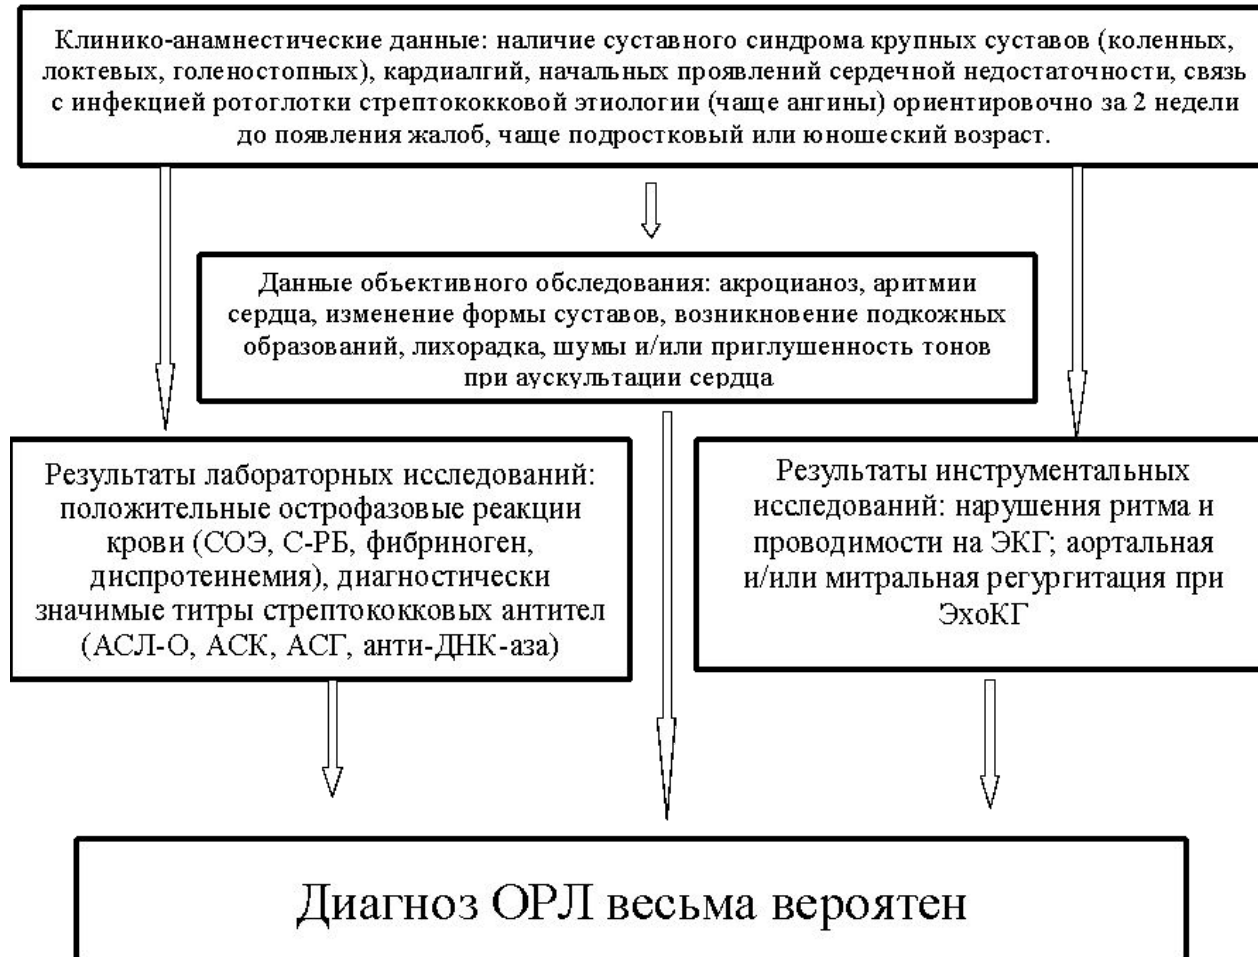 Клинико-анамнестические данные: наличие суставного синдрома крупных суставов (коленных,
локтевых, голеностопных), кардиалгий, начальных проявлений сердечной недостаточности, связь
с инфекцией ротоглотки стрептококковой этиологии (чаще ангины) ориентировочно за 2 недели
до появления жалоб, чаще подростковый или юношеский возраст.
Данные объективного обследования: акроцианоз, аритмии
сердца, изменение формы суставов, возникновение подкожных
образований, лихорадка, шумы и/или приглушенность тонов
при аускультации сердца
Результаты лабораторных исследований:
положительные острофазовые реакции
крови (СОЭ, С-РБ, фибриноген,
диспротеинемия), диагностически
значимые титры стрептококковых антител
(АСЛ-О, АСК, АСГ, анти-ДНК-аза)
Результаты инструментальных
исследований: нарушения ритма и
проводимости на ЭКГ; аортальная
и/или митральная регургитация при
ЭхоКГ
Диагноз ОРЛ весьма вероятен